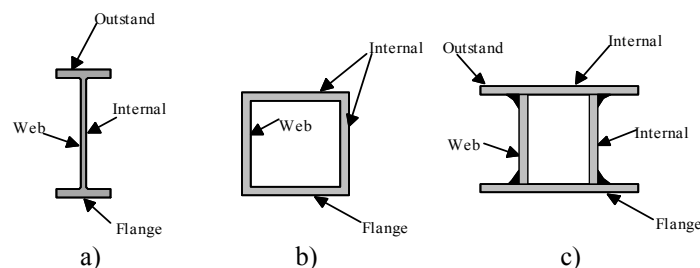 Outstand
Internal
Web
Flange
a)
Internal
Web
Flange
b)
Outstand
Internal
Internal
Web
Flange
c)